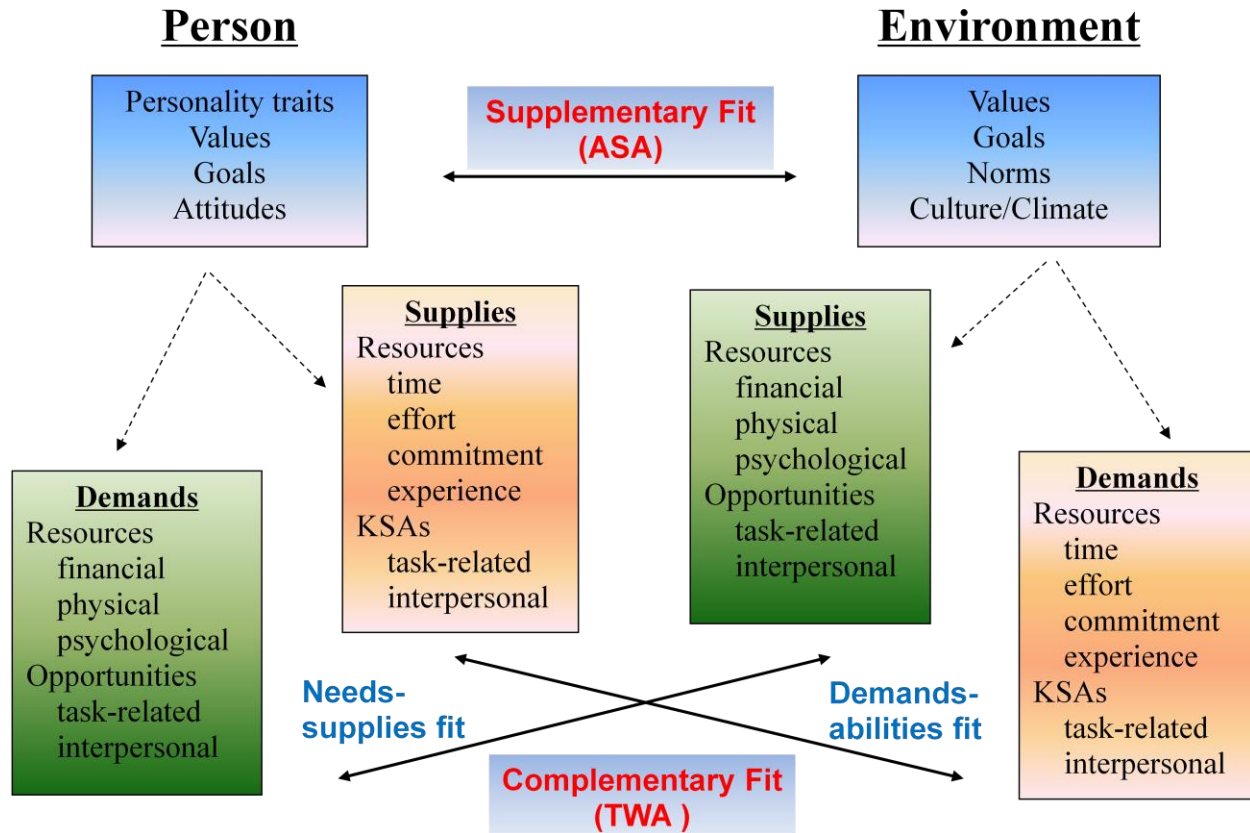 Person
Environment
Personality traits
Values
Goals
Attitudes
Supplementary Fit
(ASA)
Values
Goals
Norms
Culture/Climate
Demands
Resources
financial
physical
psychological
Opportunities
task-related
interpersonal
Supplies
Resources
time
effort
commitment
experience
KSAs
task-related
interpersonal
Supplies
Resources
financial
physical
psychological
Opportunities
task-related
interpersonal
Demands
Resources
time
effort
commitment
experience
KSAs
task-related
interpersonal
Needs-
supplies fit
Demands-
abilities fit
Complementary Fit
(TWA )